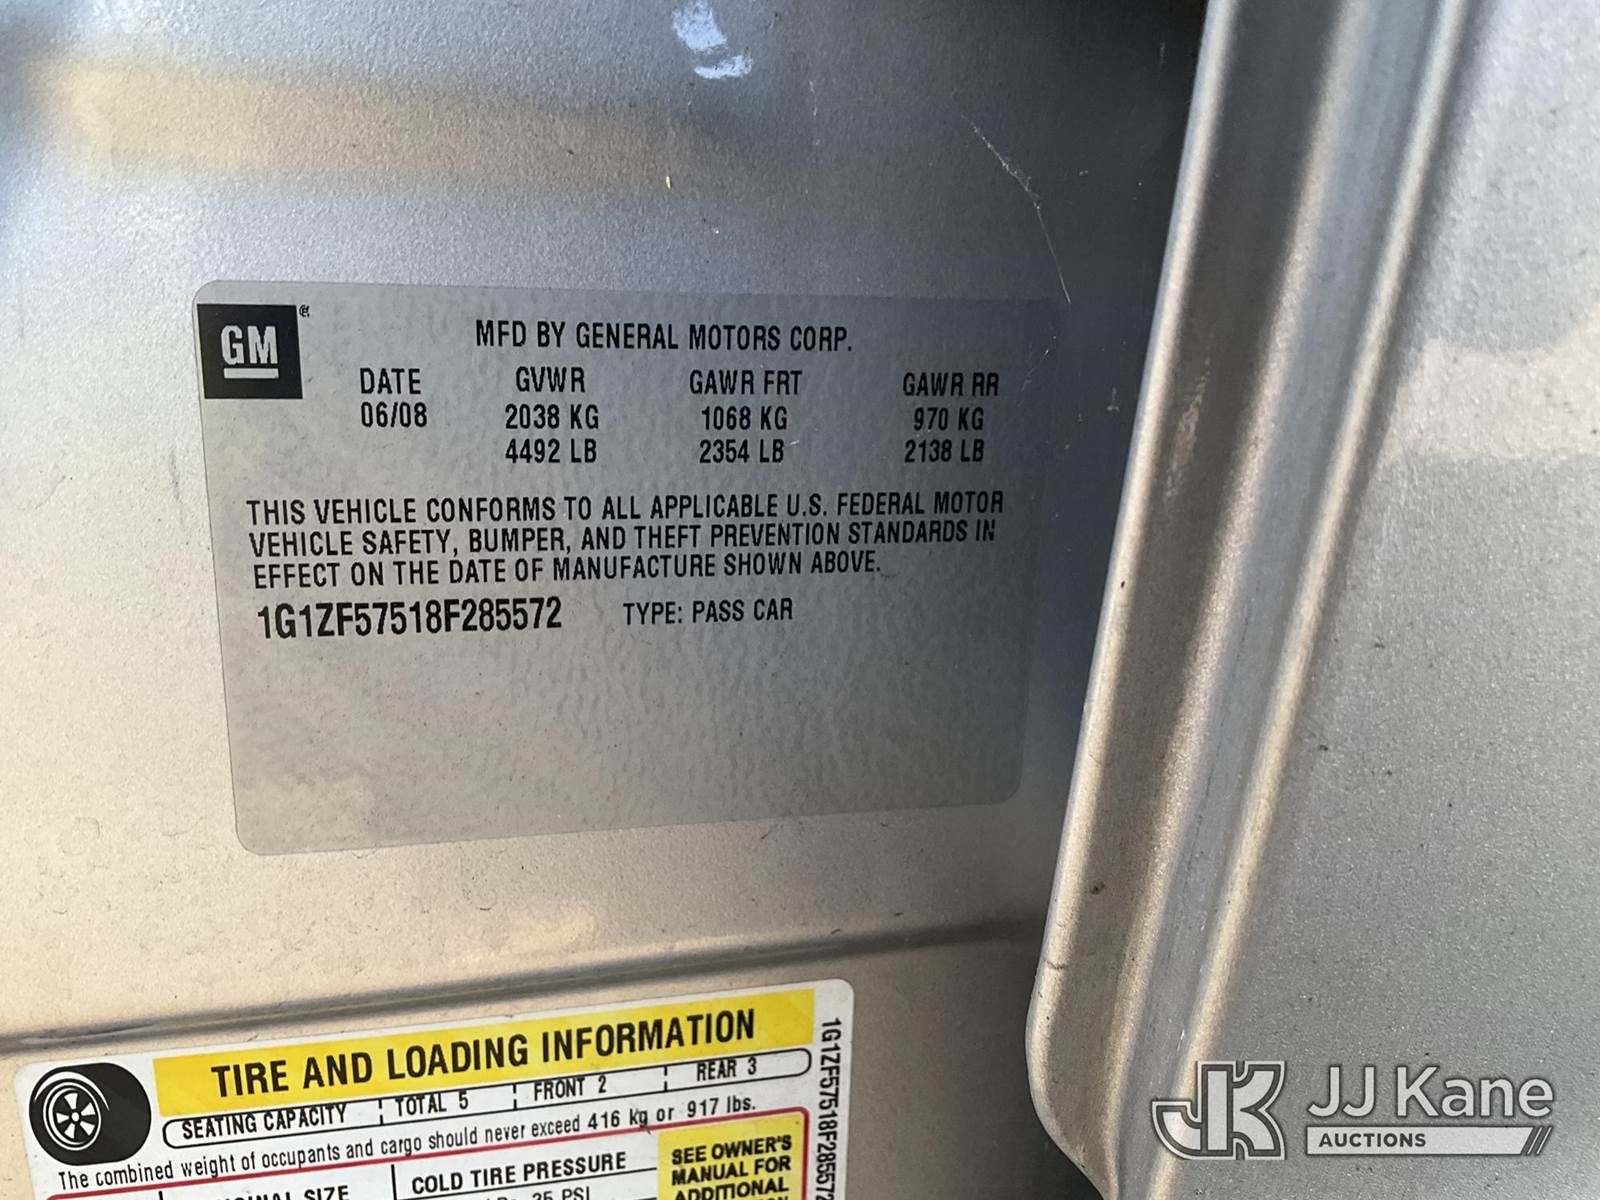 GM
MFD BY GENERAL MOTORS CORP.
DATE GVWR GAWR FRT GAWR RR
06/08 2038 KG 1068 KG 970 KG
4492 LB 2354 LB 2138 LB
THIS VEHICLE CONFORMS TO ALL APPLICABLE U.S. FEDERAL MOTOR
VEHICLE SAFETY, BUMPER, AND THEFT PREVENTION STANDARDS IN
EFFECT ON THE DATE OF MANUFACTURE SHOWN ABOVE.
1G1ZF57518F285572 TYPE: PASS CAR
TIRE AND LOADING INFORMATION
SEATING CAPACITY TOTAL 5 FRONT 2 REAR 3
The combined weight of occupants and cargo should never exceed 416 kg or 917 lbs.
SIZE COLD TIRE PRESSURE
35 PSI
SEE OWNER'S
MANUAL FOR
ADDITIONAL
1G1ZF57518F285572
JK JJ Kane
AUCTIONS